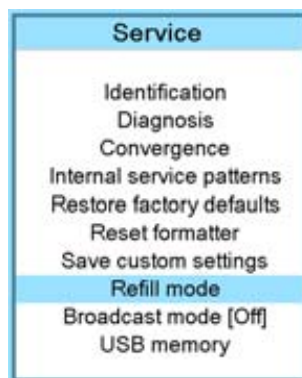 Service
Identification
Diagnosis
Convergence
Internal service patterns
Restore factory defaults
Reset formatter
Save custom settings
Refill mode
Broadcast mode [Off]
USB memory